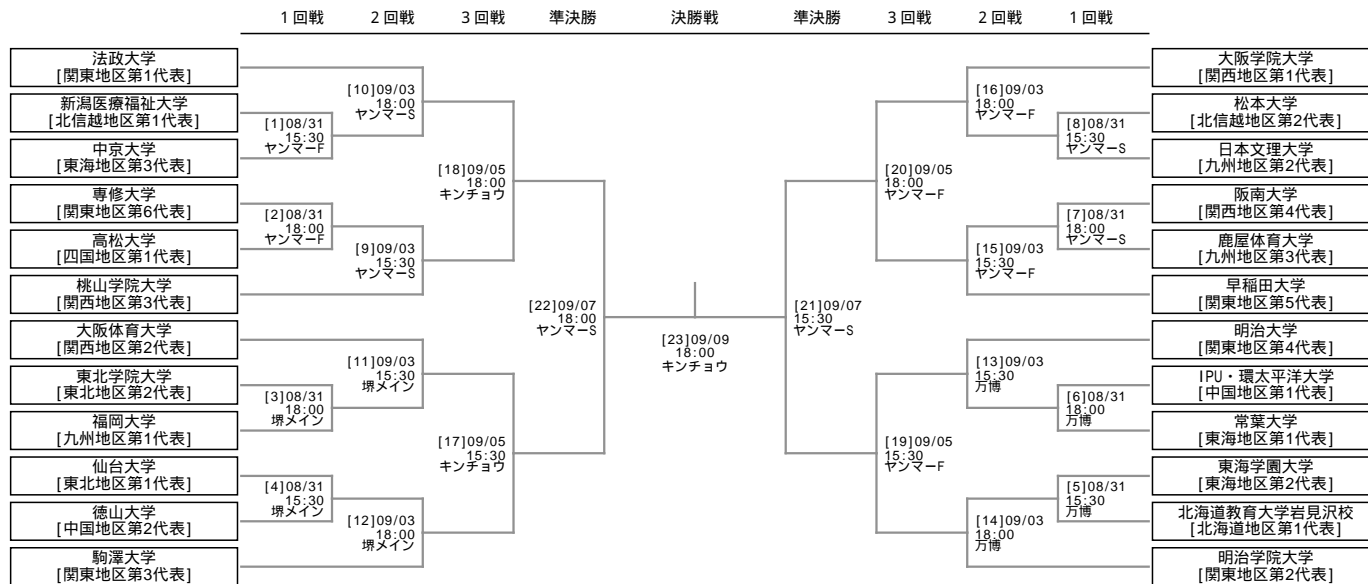 1回戦 2回戦 3回戦 準決勝 決勝戦 準決勝 3回戦 2回戦 1回戦
法政大学
[関東地区第1代表]
新潟医療福祉大学
[北信越地区第1代表]
中京大学
[東海地区第3代表]
専修大学
[関東地区第6代表]
高松大学
[四国地区第1代表]
桃山学院大学
[関西地区第3代表]
大阪体育大学
[関西地区第2代表]
東北学院大学
[東北地区第2代表]
福岡大学
[九州地区第1代表]
仙台大学
[東北地区第1代表]
徳山大学
[中国地区第2代表]
駒澤大学
[関東地区第3代表]
[1]08/31
15:30
ヤンマーF
[2]08/31
18:00
ヤンマーF
[3]08/31
18:00
堺メイン
[4]08/31
15:30
堺メイン
[10]09/03
18:00
ヤンマーS
[9]09/03
15:30
ヤンマーS
[11]09/03
15:30
堺メイン
[12]09/03
18:00
堺メイン
[18]09/05
18:00
キンチョウ
[17]09/05
15:30
キンチョウ
[22]09/07
18:00
ヤンマーS
[23]09/09
18:00
キンチョウ
[21]09/07
15:30
ヤンマーS
[20]09/05
18:00
ヤンマーF
[19]09/05
15:30
ヤンマーF
[16]09/03
18:00
ヤンマーF
[15]09/03
15:30
ヤンマーF
[13]09/03
15:30
万博
[14]09/03
18:00
万博
[8]08/31
15:30
ヤンマーS
[7]08/31
18:00
ヤンマーS
[6]08/31
18:00
万博
[5]08/31
15:30
万博
大阪学院大学
[関西地区第1代表]
松本大学
[北信越地区第2代表]
日本文理大学
[九州地区第2代表]
阪南大学
[関西地区第4代表]
鹿屋体育大学
[九州地区第3代表]
早稲田大学
[関東地区第5代表]
明治大学
[関東地区第4代表]
IPU・環太平洋大学
[中国地区第1代表]
常葉大学
[東海地区第1代表]
東海学園大学
[東海地区第2代表]
北海道教育大学岩見沢校
[北海道地区第1代表]
明治学院大学
[関東地区第2代表]